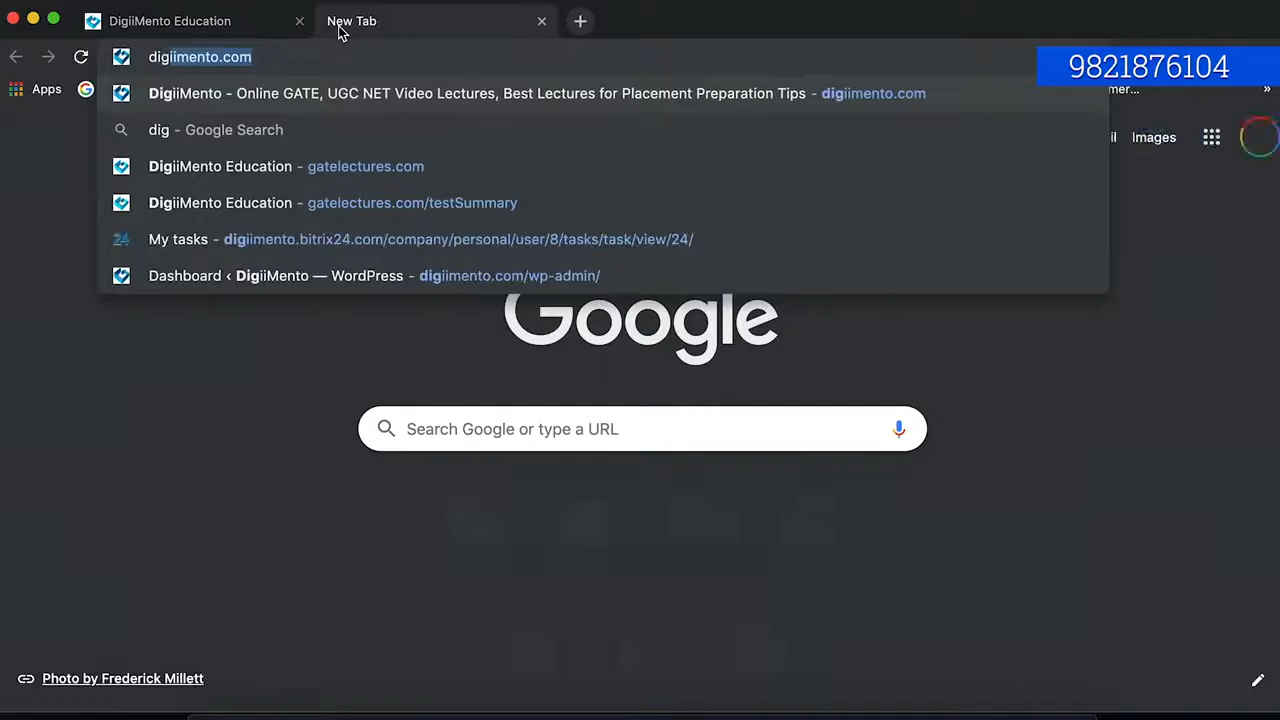 DigiiMento Education
New Tab
digiimento.com
9821876104
Apps
mer...
»
DigiiMento - Online GATE, UGC NET Video Lectures, Best Lectures for Placement Preparation Tips - digiimento.com
dig - Google Search
il
Images
DigiiMento Education - gatelectures.com
DigiiMento Education - gatelectures.com/testSummary
24 My tasks - digiimento.bitrix24.com/company/personal/user/8/tasks/task/view/24/
Dashboard ‹ DigiiMento — WordPress - digiimento.com/wp-admin/
Google
Search Google or type a URL
Photo by Frederick Millett